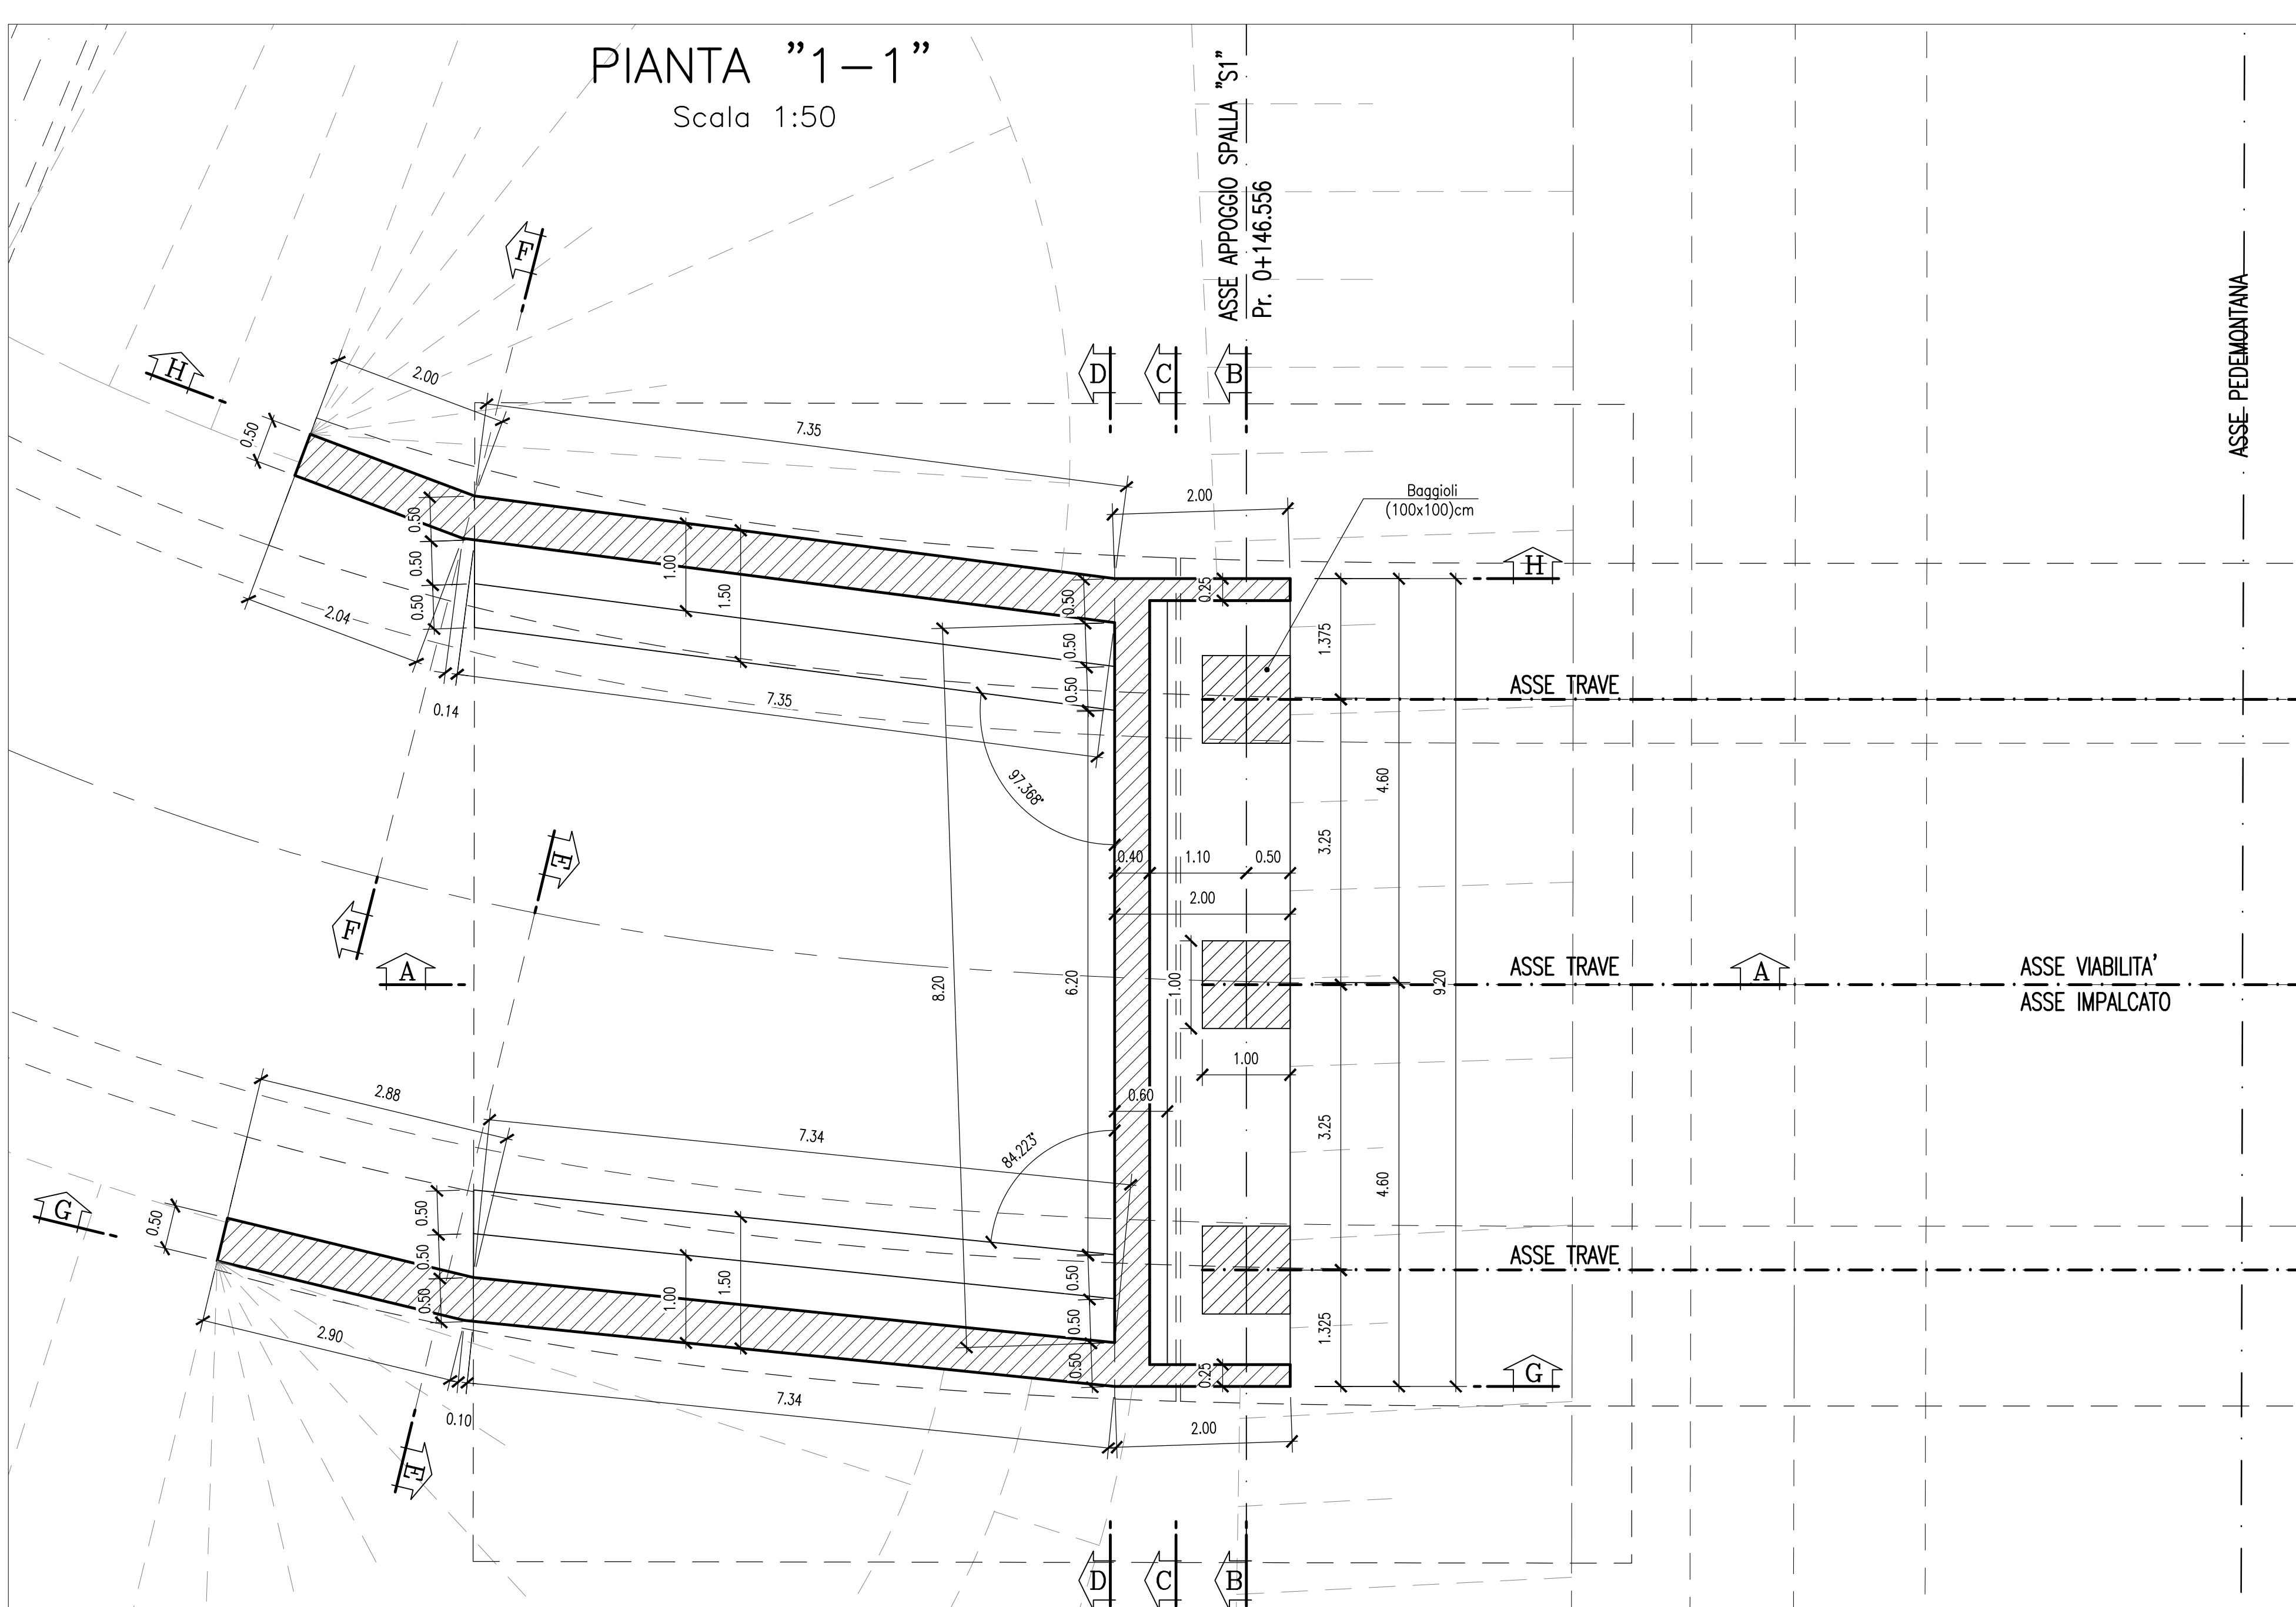 PIANTA "1-1"
Scala 1:50
ASSE APPOGGIO SPALLA "S1"
Pr. 0+146.556
ASSE PEDEMONTANA
F
H
D
C
B
2.00
7.35
0.50
2.00
Baggioli
(100x100)cm
0.50
0.50
0.50
1.00
1.50
0.50
0.50
0.50
0.25
H
1.375
2.04
0.14
7.35
97.368°
ASSE TRAVE
4.60
3.25
0.40
1.10
0.50
2.00
E
F
A
8.20
6.20
1.00
9.20
ASSE TRAVE
A
ASSE VIABILITA'
ASSE IMPALCATO
1.00
0.60
2.88
7.34
84.223°
3.25
4.60
G
0.50
0.50
0.50
0.50
1.00
1.50
0.50
0.50
0.50
0.25
ASSE TRAVE
1.325
G
2.90
0.10
7.34
2.00
E
D
C
B